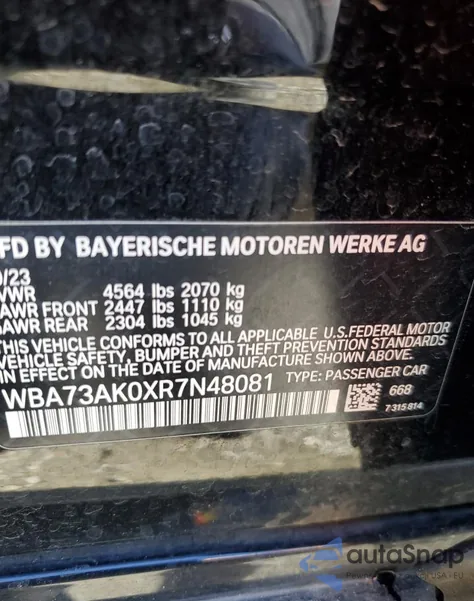 FD BY BAYERISCHE MOTOREN WERKE AG
/23
VWR 4564 lbs 2070 kg
AWR FRONT 2447 lbs 1110 kg
AWR REAR 2304 lbs 1045 kg
THIS VEHICLE CONFORMS TO ALL APPLICABLE U.S.FEDERAL MOTOR
VEHICLE SAFETY, BUMPER AND THEFT PREVENTION STANDARDS
IN EFFECT ON THE DATE OF MANUFACTURE SHOWN ABOVE.
WBA73AK0XR7N48081 TYPE: PASSENGER CAR
668
7315814
autoSnap